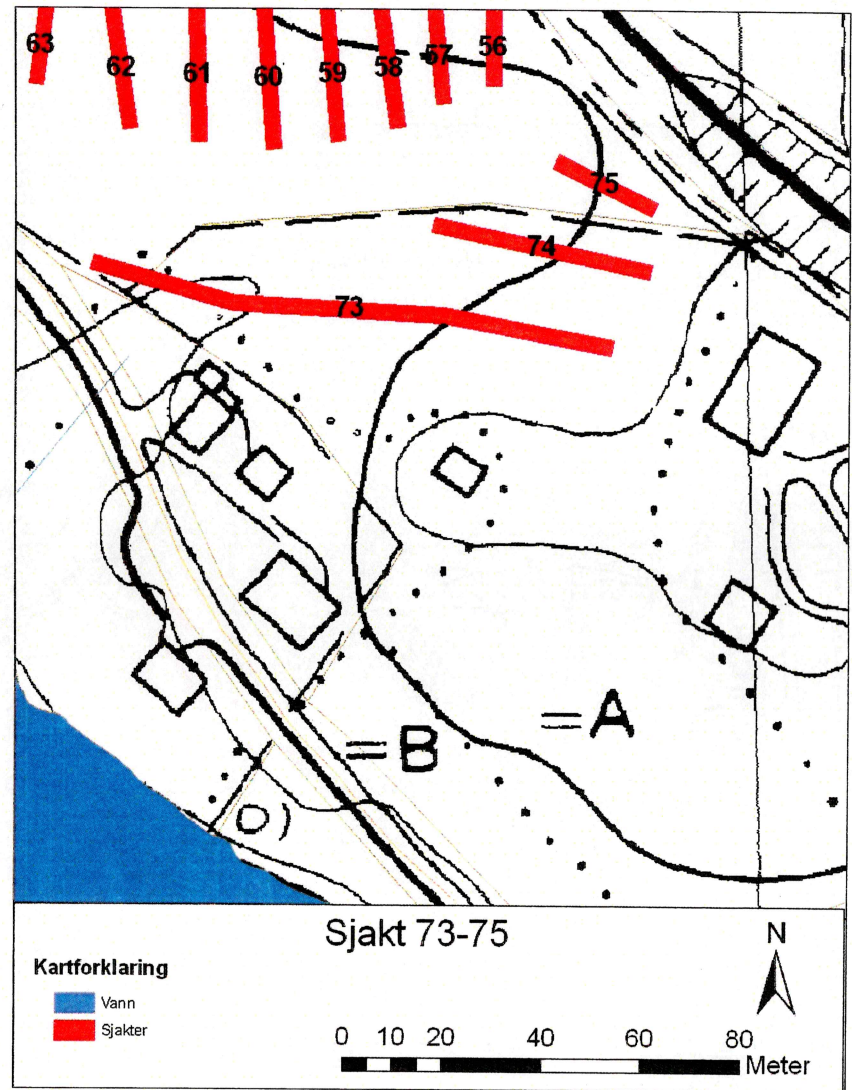 63
62
61
60
59
58
57
56
75
74
73
=A
=B
D)
Sjakt 73-75
Kartforklaring
Vann
Sjakter
N
0 10 20 40 60 80
Meter